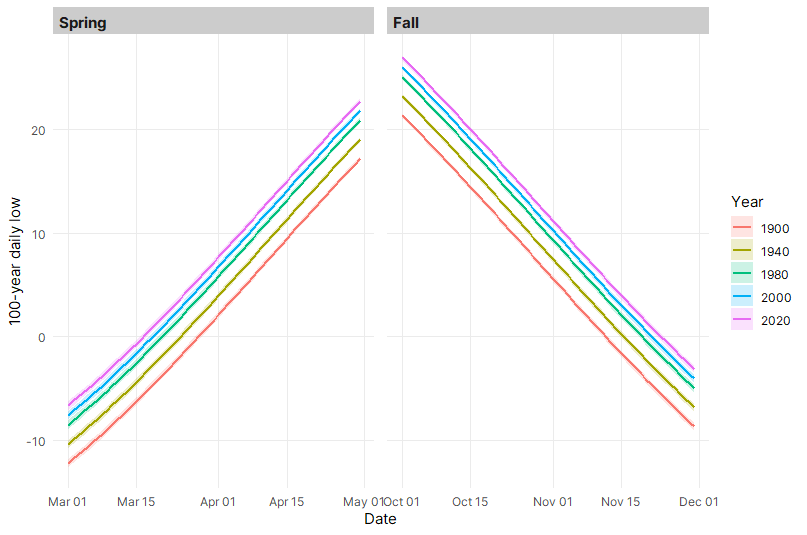 Spring
Fall
100-year daily low
20
10
0
-10
Mar 01
Mar 15
Apr 01
Apr 15
May 01
Oct 01
Oct 15
Nov 01
Nov 15
Dec 01
Date
Year
1900
1940
1980
2000
2020